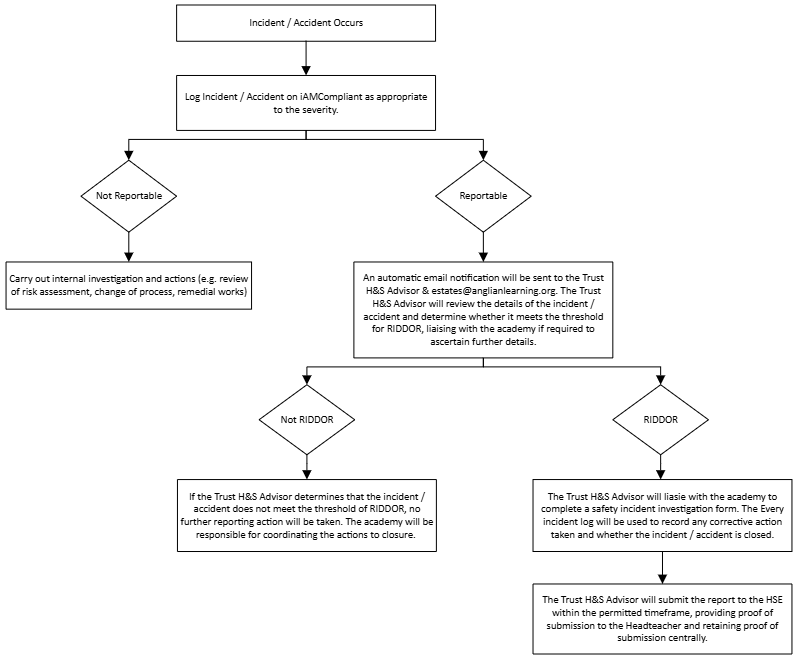 Incident / Accident Occurs
Log Incident / Accident on iAMCompliant as appropriate
to the severity.
Not Reportable
Reportable
Carry out internal investigation and actions (e.g. review
of risk assessment, change of process, remedial works)
An automatic email notification will be sent to the Trust
H&S Advisor & estates@anglianlearning.org. The Trust
H&S Advisor will review the details of the incident /
accident and determine whether it meets the threshold
for RIDDOR, liaising with the academy if required to
ascertain further details.
Not RIDDOR
RIDDOR
If the Trust H&S Advisor determines that the incident /
accident does not meet the threshold of RIDDOR, no
further reporting action will be taken. The academy will be
responsible for coordinating the actions to closure.
The Trust H&S Advisor will liasie with the academy to
complete a safety incident investigation form. The Every
incident log will be used to record any corrective action
taken and whether the incident / accident is closed.
The Trust H&S Advisor will submit the report to the HSE
within the permitted timeframe, providing proof of
submission to the Headteacher and retaining proof of
submission centrally.